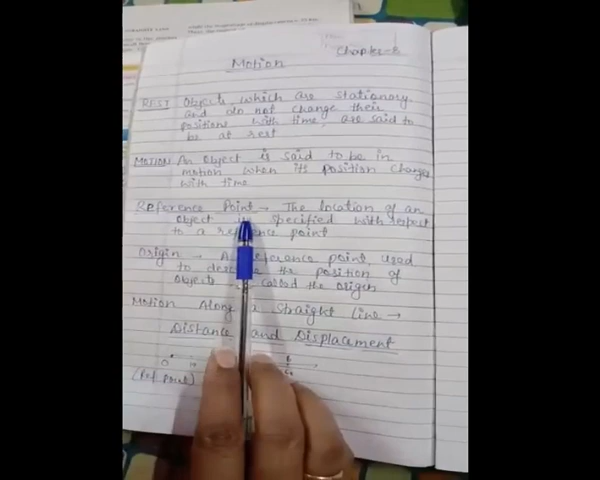 Chapter-8
Motion
REST Objects which are stationary
and do not change their
positions with time are said to
be at rest
MOTION An Object is said to be in
motion when its position changes
with time
Reference Point → The location of an
object is specified with respect
to a reference point
Origin → A reference point used
to describe the position of
objects is called the origin
Motion Along a Straight Line →
Distance and Displacement
(Ref Point)